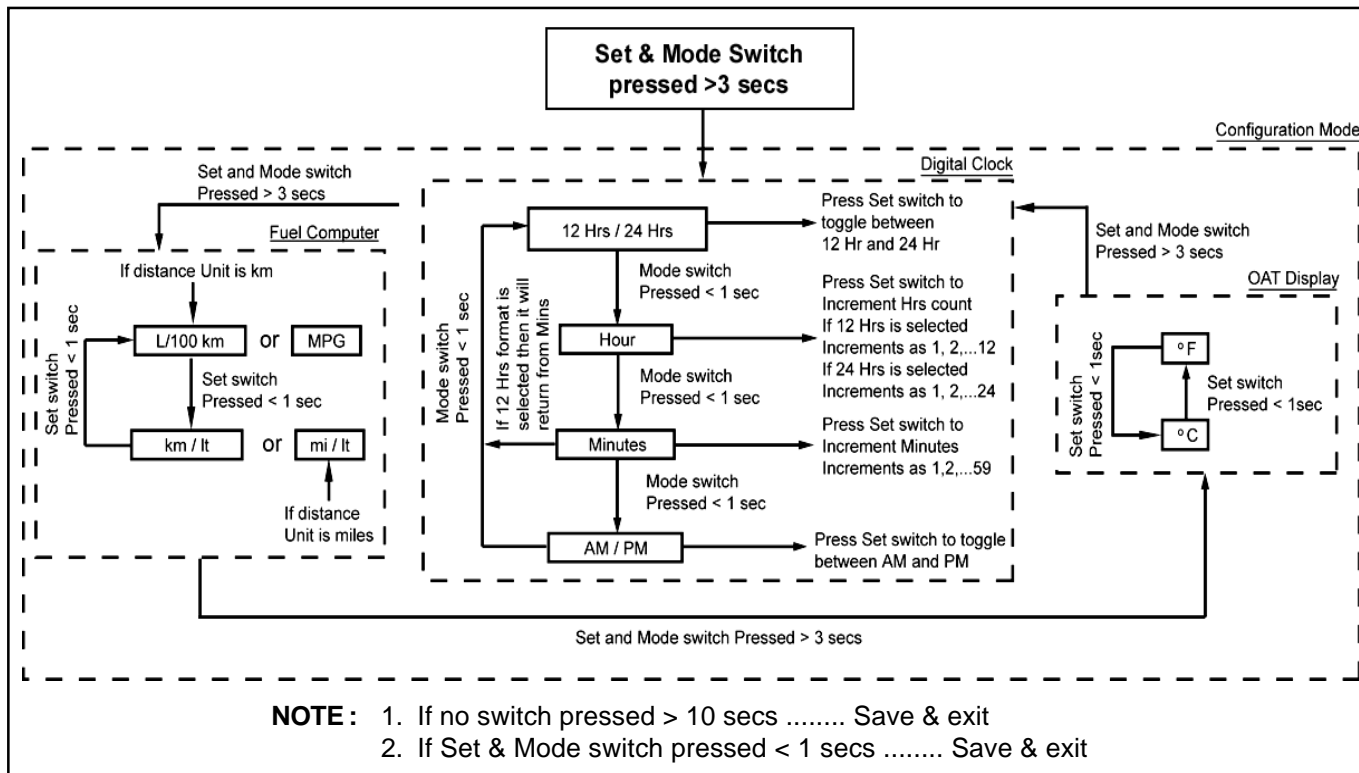 Set & Mode Switch
pressed >3 secs
Configuration Mode
Set and Mode switch
Pressed > 3 secs
Fuel Computer
If distance Unit is km
L/100 km or MPG
Set switch
Pressed < 1 sec
Set switch
Pressed < 1 sec
km / lt or mi / lt
If distance
Unit is miles
Digital Clock
12 Hrs / 24 Hrs
Press Set switch to
toggle between
12 Hr and 24 Hr
Mode switch
Pressed < 1 sec
Mode switch
Pressed < 1 sec
If 12 Hrs format is
selected then it will
return from Mins
Hour
Press Set switch to
Increment Hrs count
If 12 Hrs is selected
Increments as 1, 2,...12
If 24 Hrs is selected
Increments as 1, 2,...24
Mode switch
Pressed < 1 sec
Minutes
Press Set switch to
Increment Minutes
Increments as 1,2,...59
Mode switch
Pressed < 1 sec
AM / PM
Press Set switch to toggle
between AM and PM
Set and Mode switch
Pressed > 3 secs
OAT Display
Set switch
Pressed < 1sec
°F
Set switch
Pressed < 1sec
°C
Set and Mode switch Pressed > 3 secs
NOTE : 1. If no switch pressed > 10 secs ........ Save & exit
2. If Set & Mode switch pressed < 1 secs ........ Save & exit